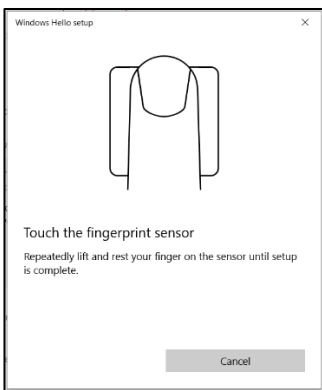 Windows Hello setup
Touch the fingerprint sensor
Repeatedly lift and rest your finger on the sensor until setup
is complete.
Cancel